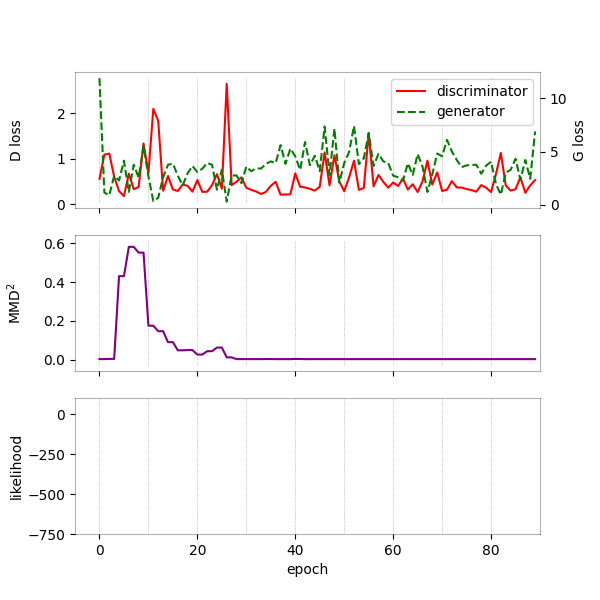 discriminator
generator
D loss
G loss
2
1
0
10
5
0
MMD²
0.6
0.4
0.2
0.0
likelihood
0
−250
−500
−750
0 20 40 60 80
epoch